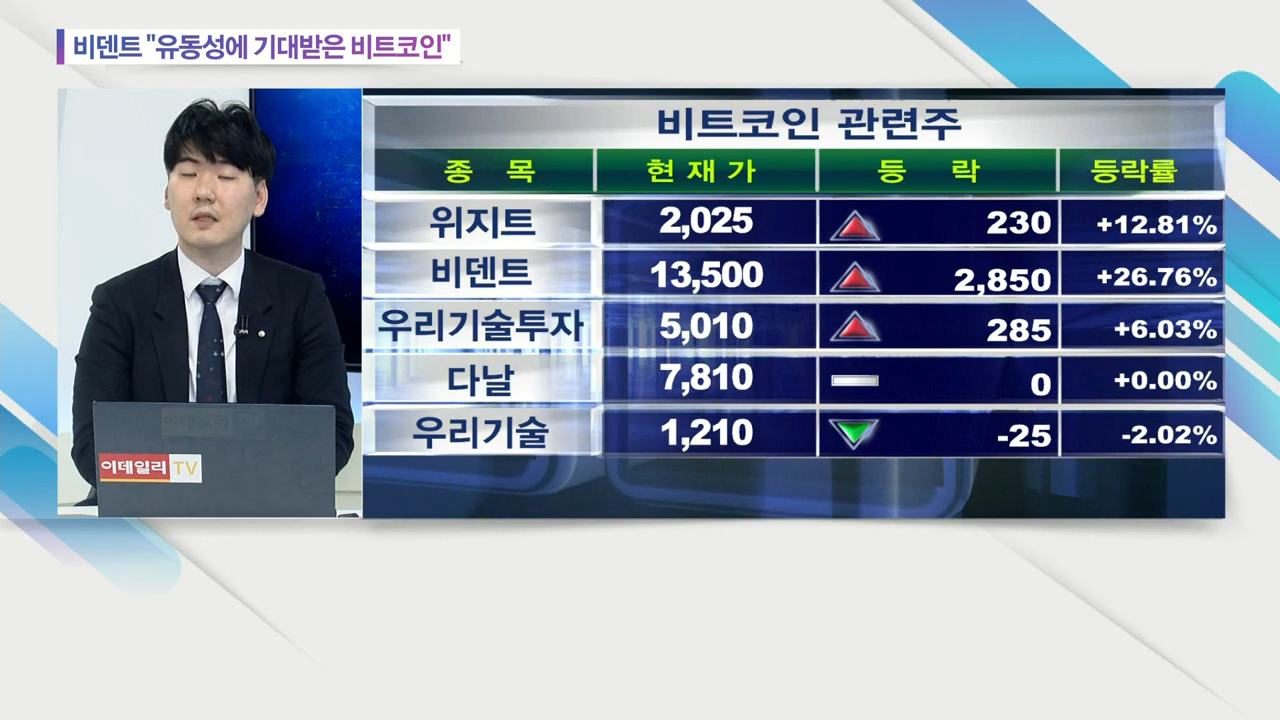 비덴트 "유동성에 기대받은 비트코인"
비트코인 관련주
종 목 현 재 가 등 락 등락률
위지트 2,025 230 +12.81%
비덴트 13,500 2,850 +26.76%
우리기술투자 5,010 285 +6.03%
다날 7,810 0 +0.00%
우리기술 1,210 -25 -2.02%
이데일리 TV